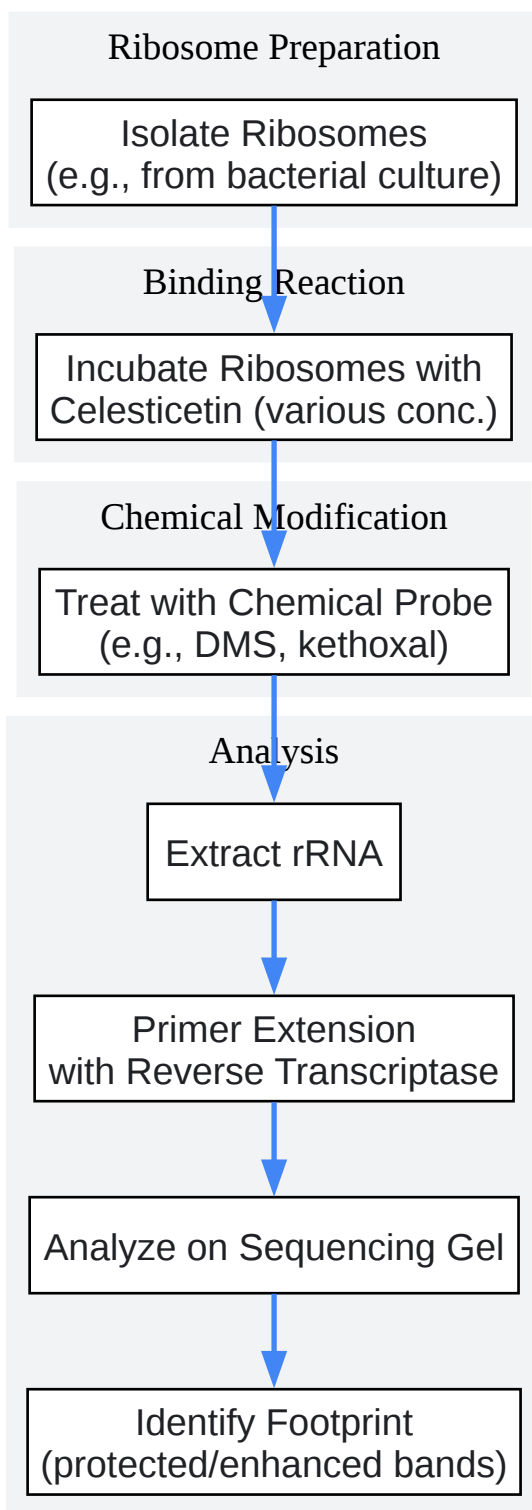 Ribosome Preparation
Isolate Ribosomes
(e.g., from bacterial culture)
Binding Reaction
Incubate Ribosomes with
Celesticetin (various conc.)
Chemical Modification
Treat with Chemical Probe
(e.g., DMS, kethoxal)
Analysis
Extract rRNA
Primer Extension
with Reverse Transcriptase
Analyze on Sequencing Gel
Identify Footprint
(protected/enhanced bands)